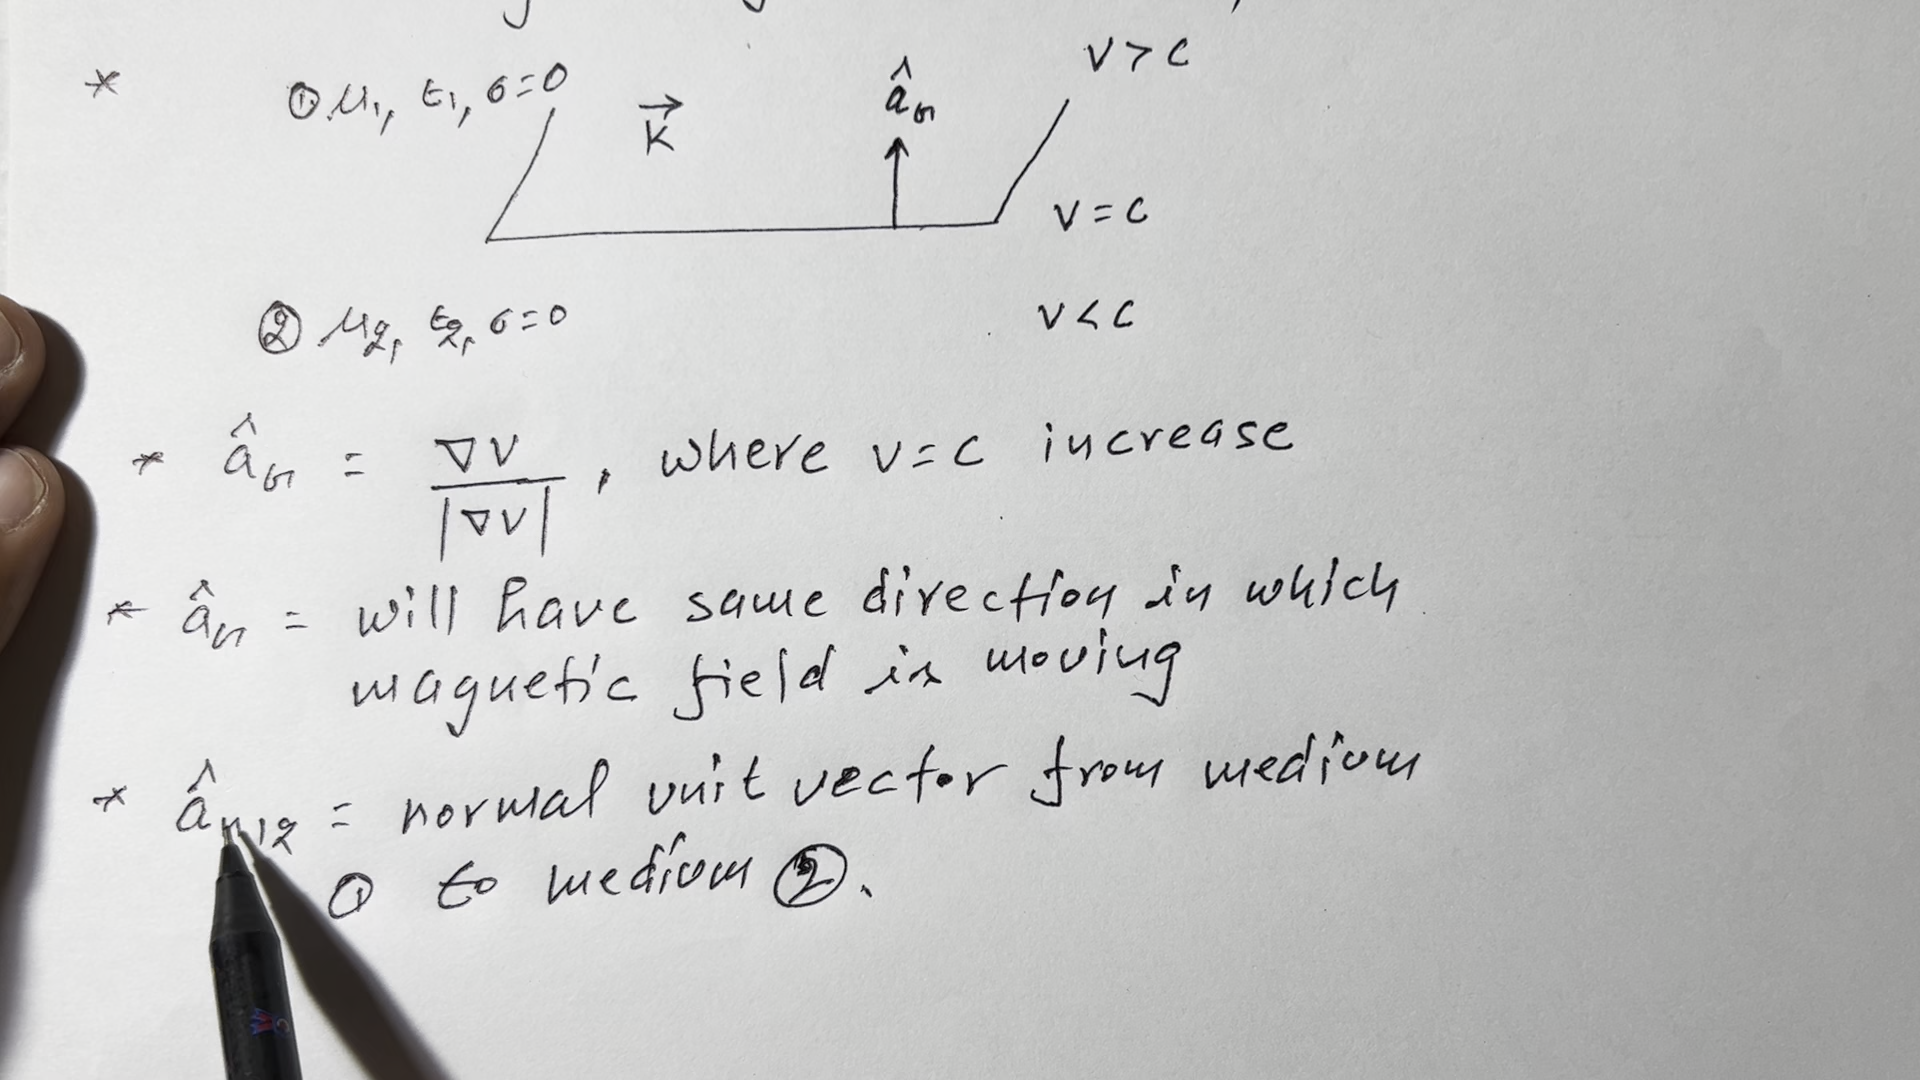 * ① μ₁, ε₁, σ=0
K⃗
âₙ
V > C
V = C
② μ₂, ε₂, σ=0
V < C
* âₙ = ∇V / |∇V| , where V=C increase
* âₙ = will have same direction in which
magnetic field is moving
* âₙ₁₂ = normal unit vector from medium
① to medium ②.